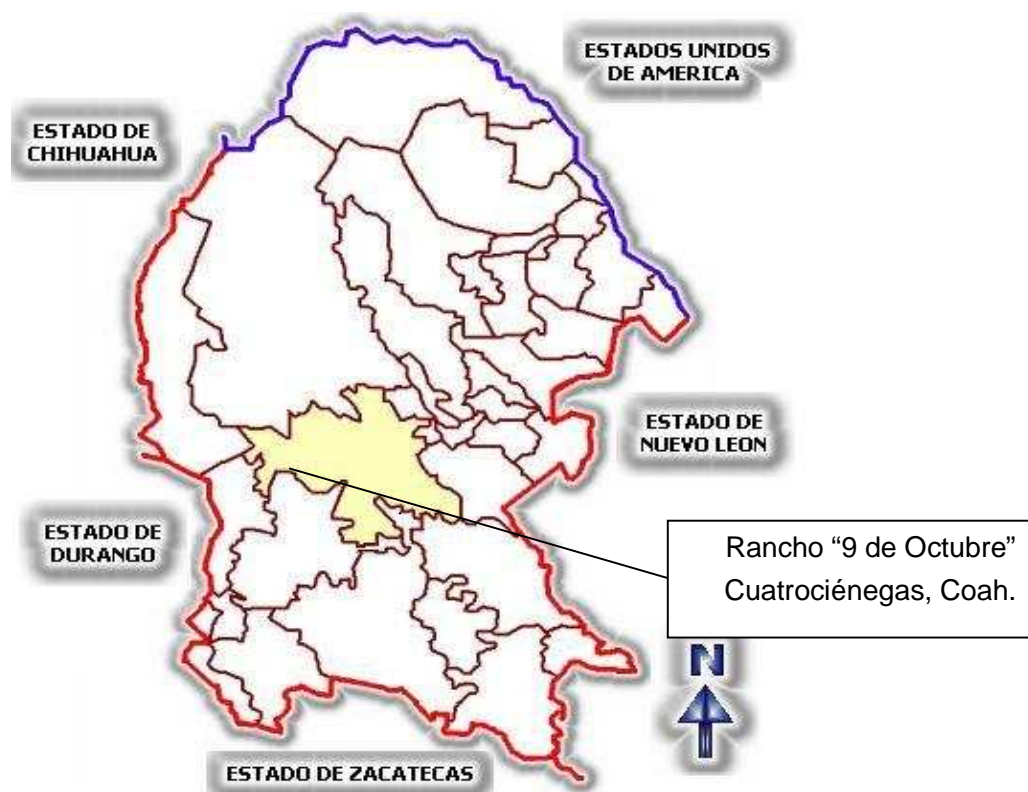 ESTADOS UNIDOS
DE AMERICA
ESTADO DE
CHIHUAHUA
ESTADO DE
NUEVO LEON
ESTADO DE
DURANGO
Rancho “9 de Octubre”
Cuatrociénegas, Coah.
N
ESTADO DE ZACATECAS